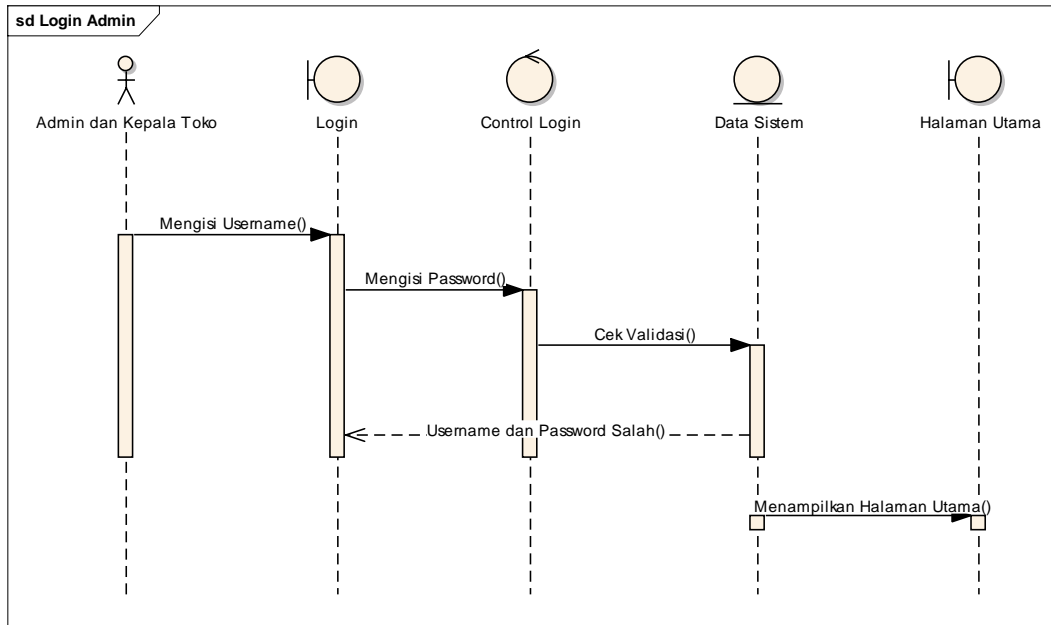 sd Login Admin
Admin dan Kepala Toko
Login
Control Login
Data Sistem
Halaman Utama
Mengisi Username()
Mengisi Password()
Cek Validasi()
Username dan Password Salah()
Menampilkan Halaman Utama()